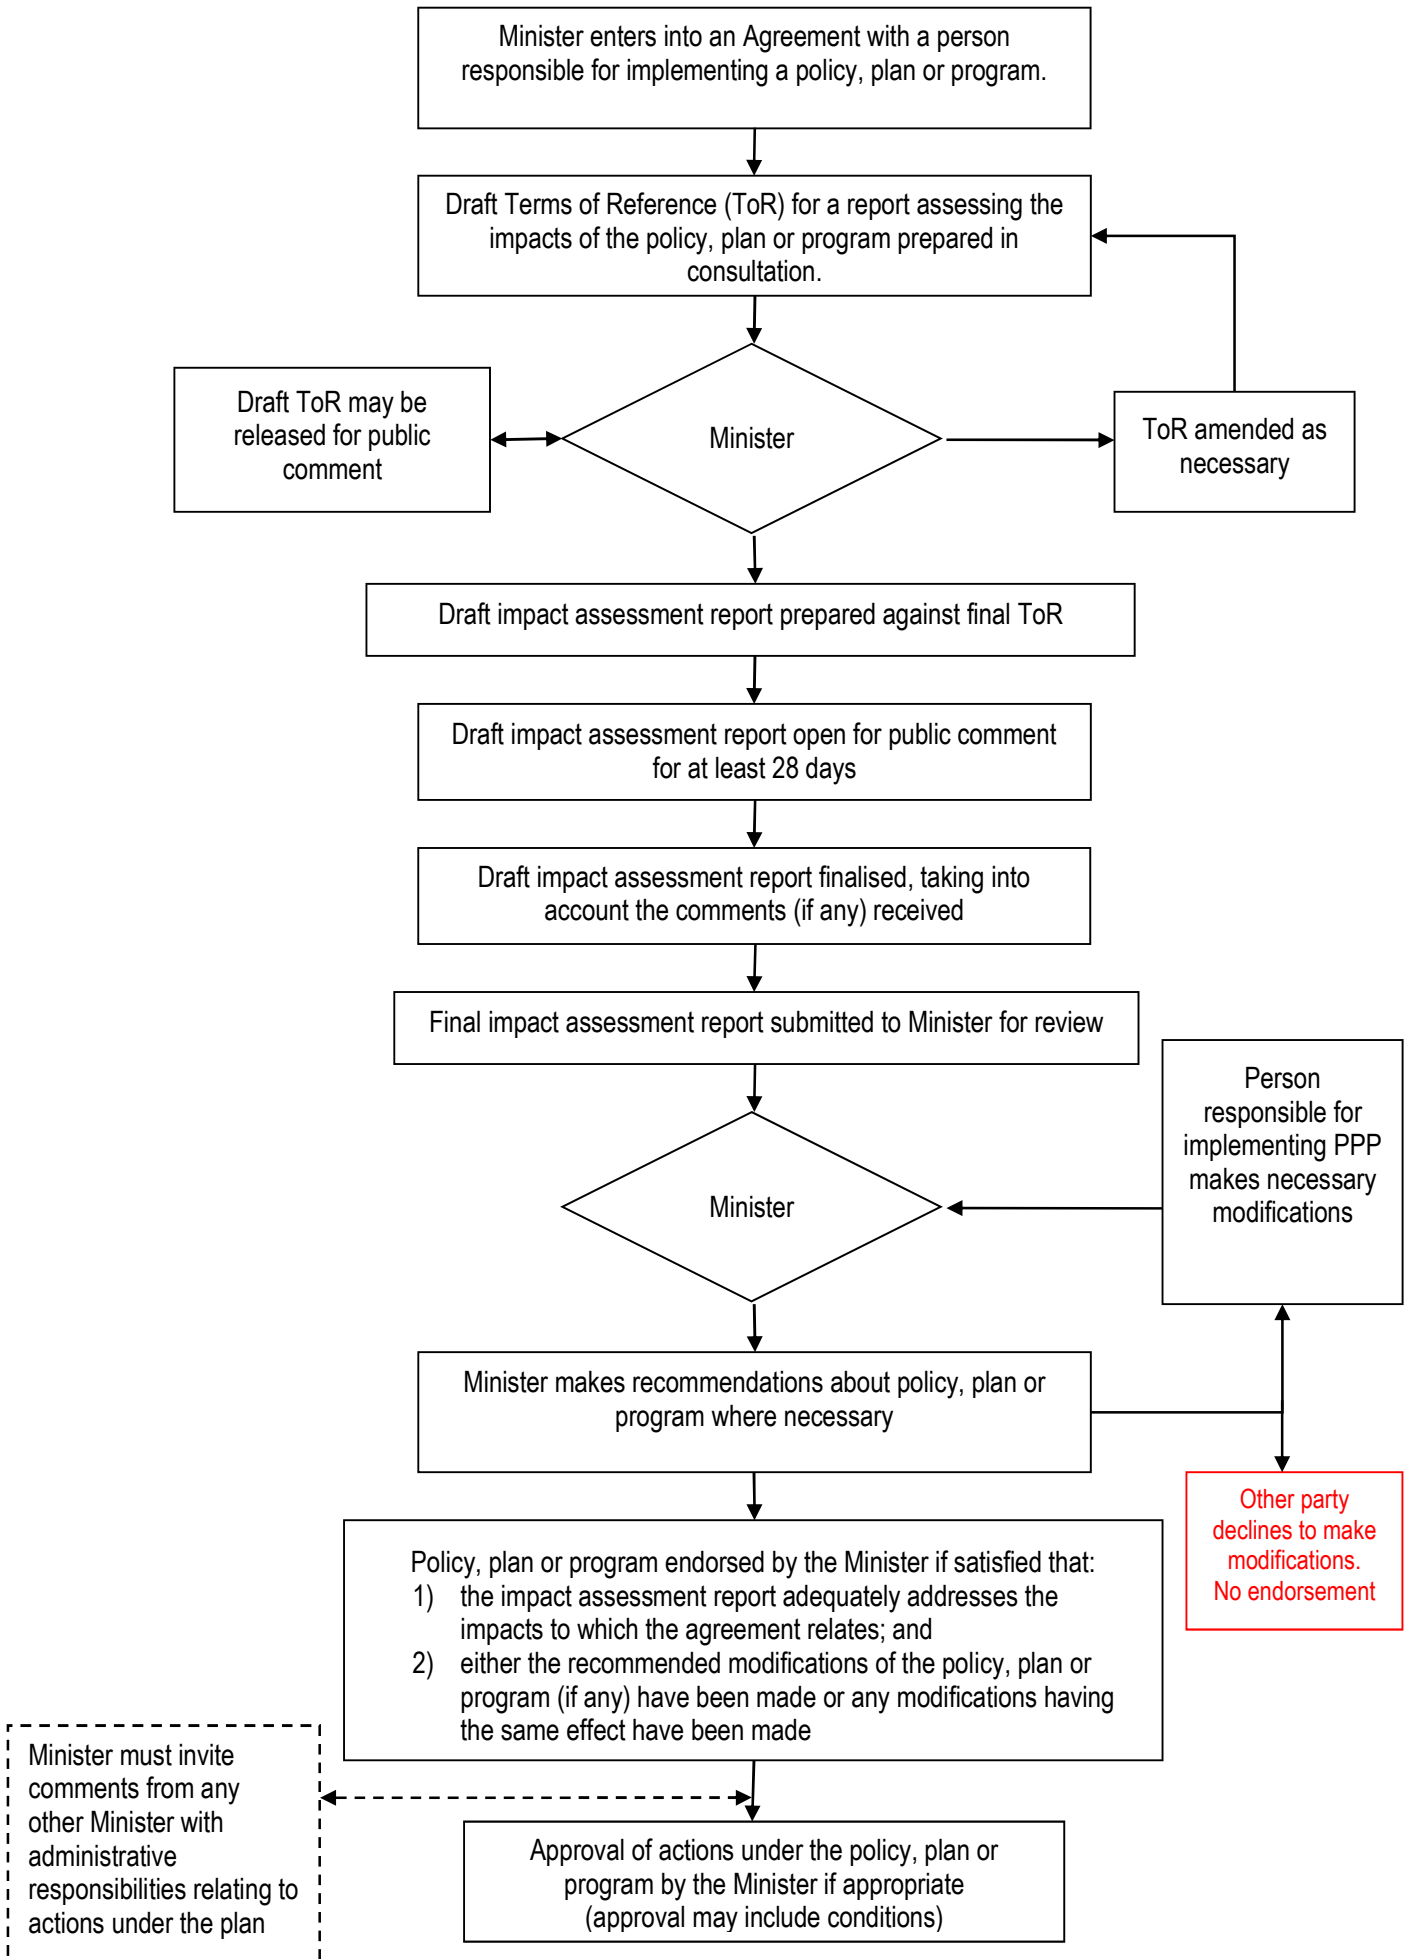 Minister enters into an Agreement with a person
responsible for implementing a policy, plan or program.
Draft Terms of Reference (ToR) for a report assessing the
impacts of the policy, plan or program prepared in
consultation.
Draft ToR may be
released for public
comment
Minister
ToR amended as
necessary
Draft impact assessment report prepared against final ToR
Draft impact assessment report open for public comment
for at least 28 days
Draft impact assessment report finalised, taking into
account the comments (if any) received
Final impact assessment report submitted to Minister for review
Person
responsible for
implementing PPP
makes necessary
modifications
Minister
Minister makes recommendations about policy, plan or
program where necessary
Other party
declines to make
modifications.
No endorsement
Policy, plan or program endorsed by the Minister if satisfied that:
1) the impact assessment report adequately addresses the
impacts to which the agreement relates; and
2) either the recommended modifications of the policy, plan or
program (if any) have been made or any modifications having
the same effect have been made
Minister must invite
comments from any
other Minister with
administrative
responsibilities relating to
actions under the plan
Approval of actions under the policy, plan or
program by the Minister if appropriate
(approval may include conditions)